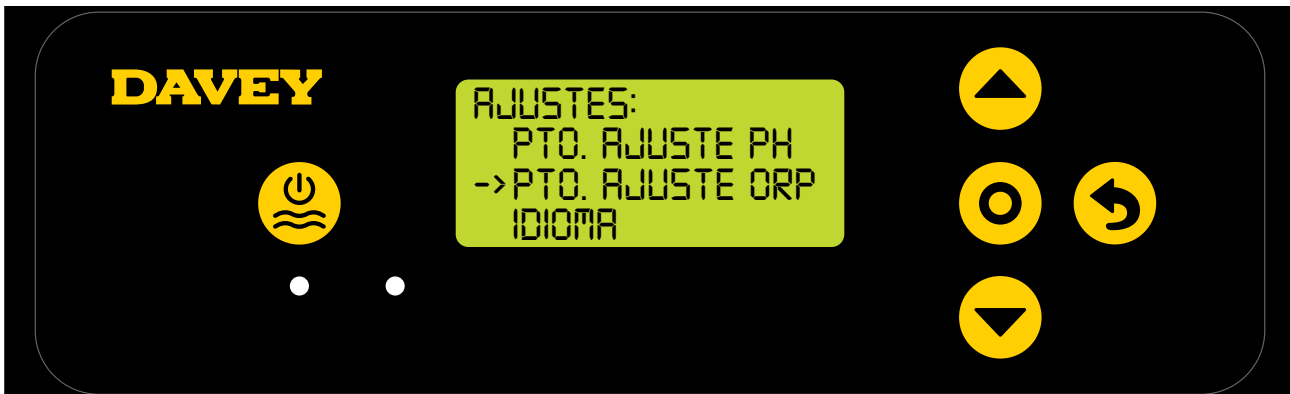 DAVEY
AJUSTES:
PTO. AJUSTE PH
->PTO. AJUSTE ORP
IDIOMA